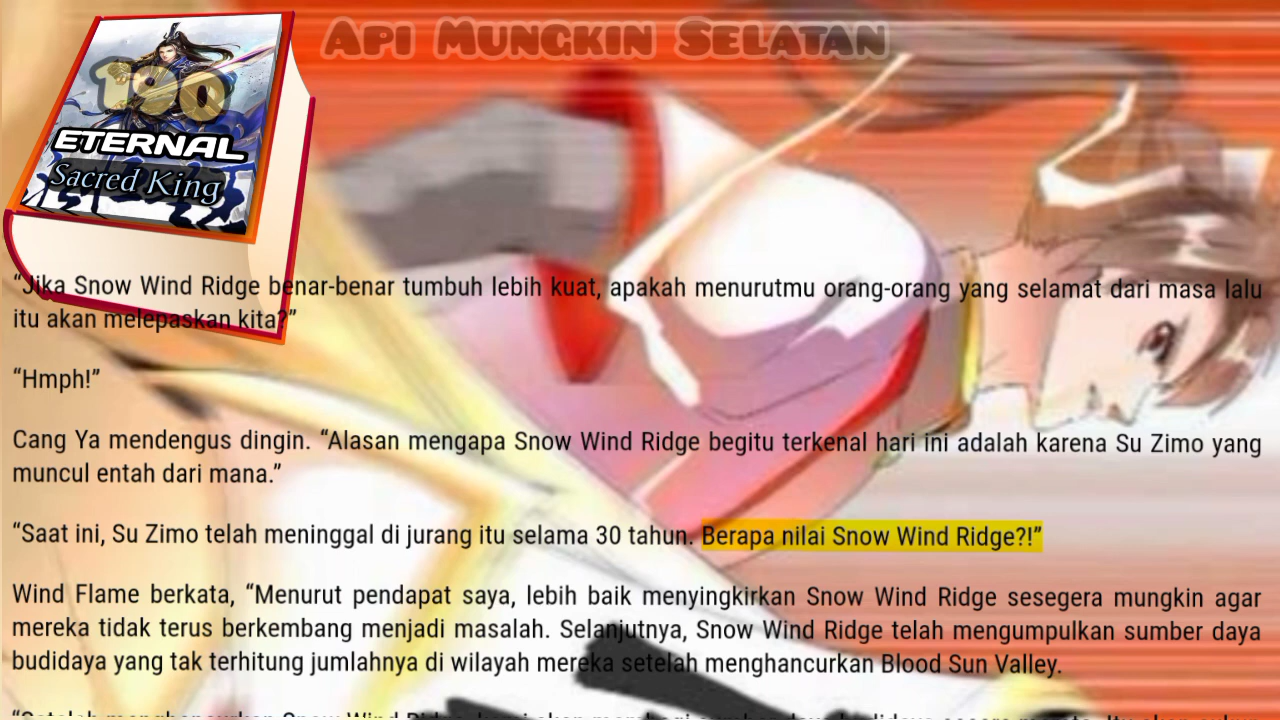 Api Mungkin Selatan
190
ETERNAL
Sacred King
“Jika Snow Wind Ridge benar-benar tumbuh lebih kuat, apakah menurutmu orang-orang yang selamat dari masa lalu
itu akan melepaskan kita?”
“Hmph!”
Cang Ya mendengus dingin. “Alasan mengapa Snow Wind Ridge begitu terkenal hari ini adalah karena Su Zimo yang
muncul entah dari mana.”
“Saat ini, Su Zimo telah meninggal di jurang itu selama 30 tahun. Berapa nilai Snow Wind Ridge?!”
Wind Flame berkata, “Menurut pendapat saya, lebih baik menyingkirkan Snow Wind Ridge sesegera mungkin agar
mereka tidak terus berkembang menjadi masalah. Selanjutnya, Snow Wind Ridge telah mengumpulkan sumber daya
budidaya yang tak terhitung jumlahnya di wilayah mereka setelah menghancurkan Blood Sun Valley.